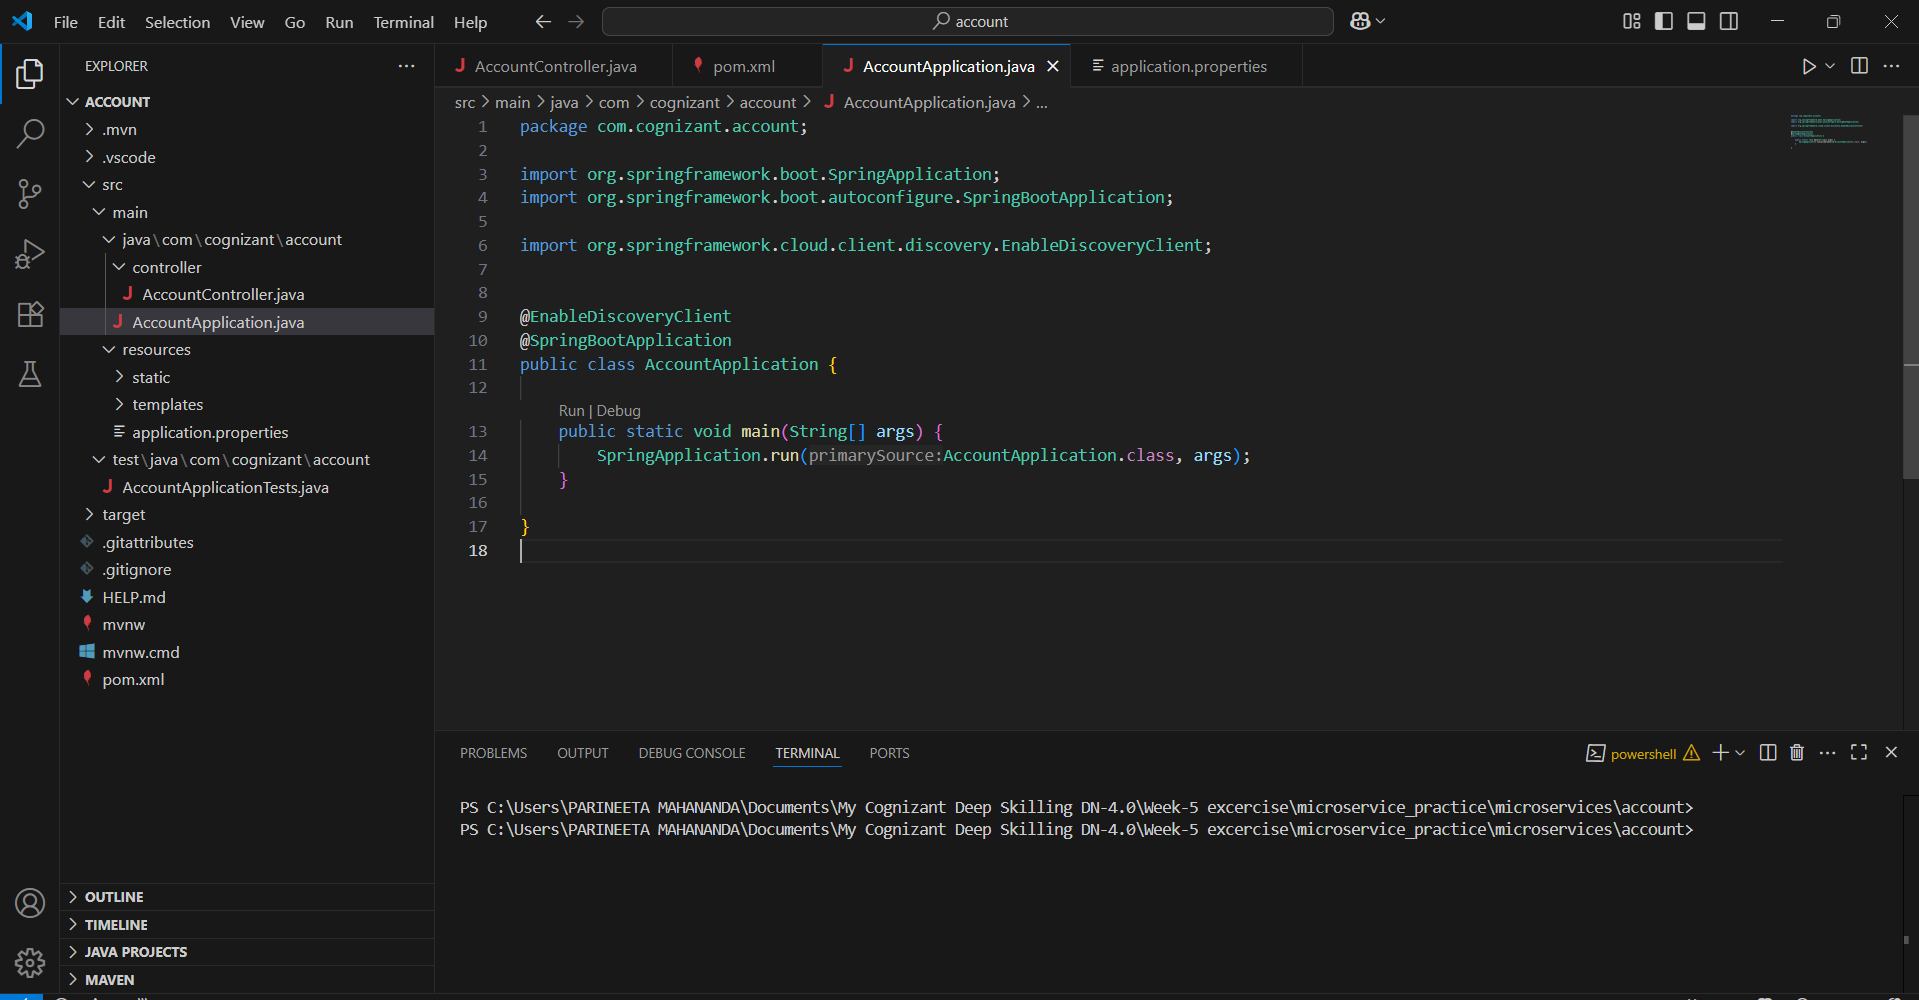 File Edit Selection View Go Run Terminal Help
account
EXPLORER
ACCOUNT
.mvn
.vscode
src
main
java\com\cognizant\account
controller
AccountController.java
AccountApplication.java
resources
static
templates
application.properties
test\java\com\cognizant\account
AccountApplicationTests.java
target
.gitattributes
.gitignore
HELP.md
mvnw
mvnw.cmd
pom.xml
OUTLINE
TIMELINE
JAVA PROJECTS
MAVEN
AccountController.java pom.xml AccountApplication.java application.properties
src > main > java > com > cognizant > account > AccountApplication.java > ...
1 package com.cognizant.account;
2
3 import org.springframework.boot.SpringApplication;
4 import org.springframework.boot.autoconfigure.SpringBootApplication;
5
6 import org.springframework.cloud.client.discovery.EnableDiscoveryClient;
7
8
9 @EnableDiscoveryClient
10 @SpringBootApplication
11 public class AccountApplication {
12
Run | Debug
13 public static void main(String[] args) {
14 SpringApplication.run(primarySource:AccountApplication.class, args);
15 }
16
17 }
18
PROBLEMS OUTPUT DEBUG CONSOLE TERMINAL PORTS
powershell
PS C:\Users\PARINEETA MAHANANDA\Documents\My Cognizant Deep Skilling DN-4.0\Week-5 excercise\microservice_practice\microservices\account>
PS C:\Users\PARINEETA MAHANANDA\Documents\My Cognizant Deep Skilling DN-4.0\Week-5 excercise\microservice_practice\microservices\account>